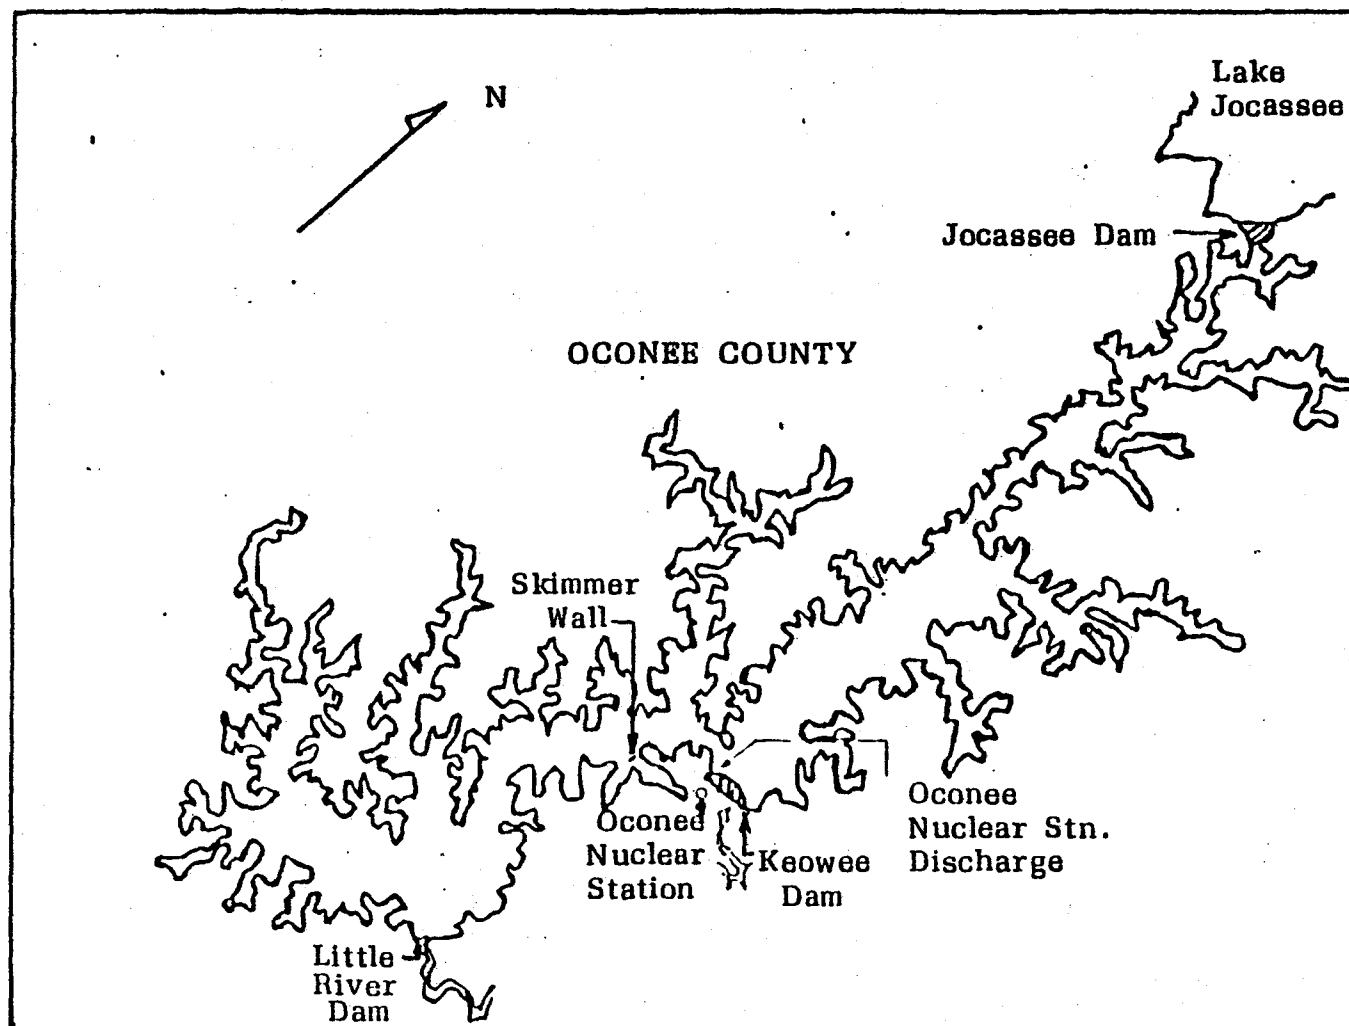 N
Lake
Jocassee
Jocassee Dam
OCONEE COUNTY
Skimmer
Wall
Oconee
Nuclear
Station
Keowee
Dam
Oconee
Nuclear Stn.
Discharge
Little
River
Dam